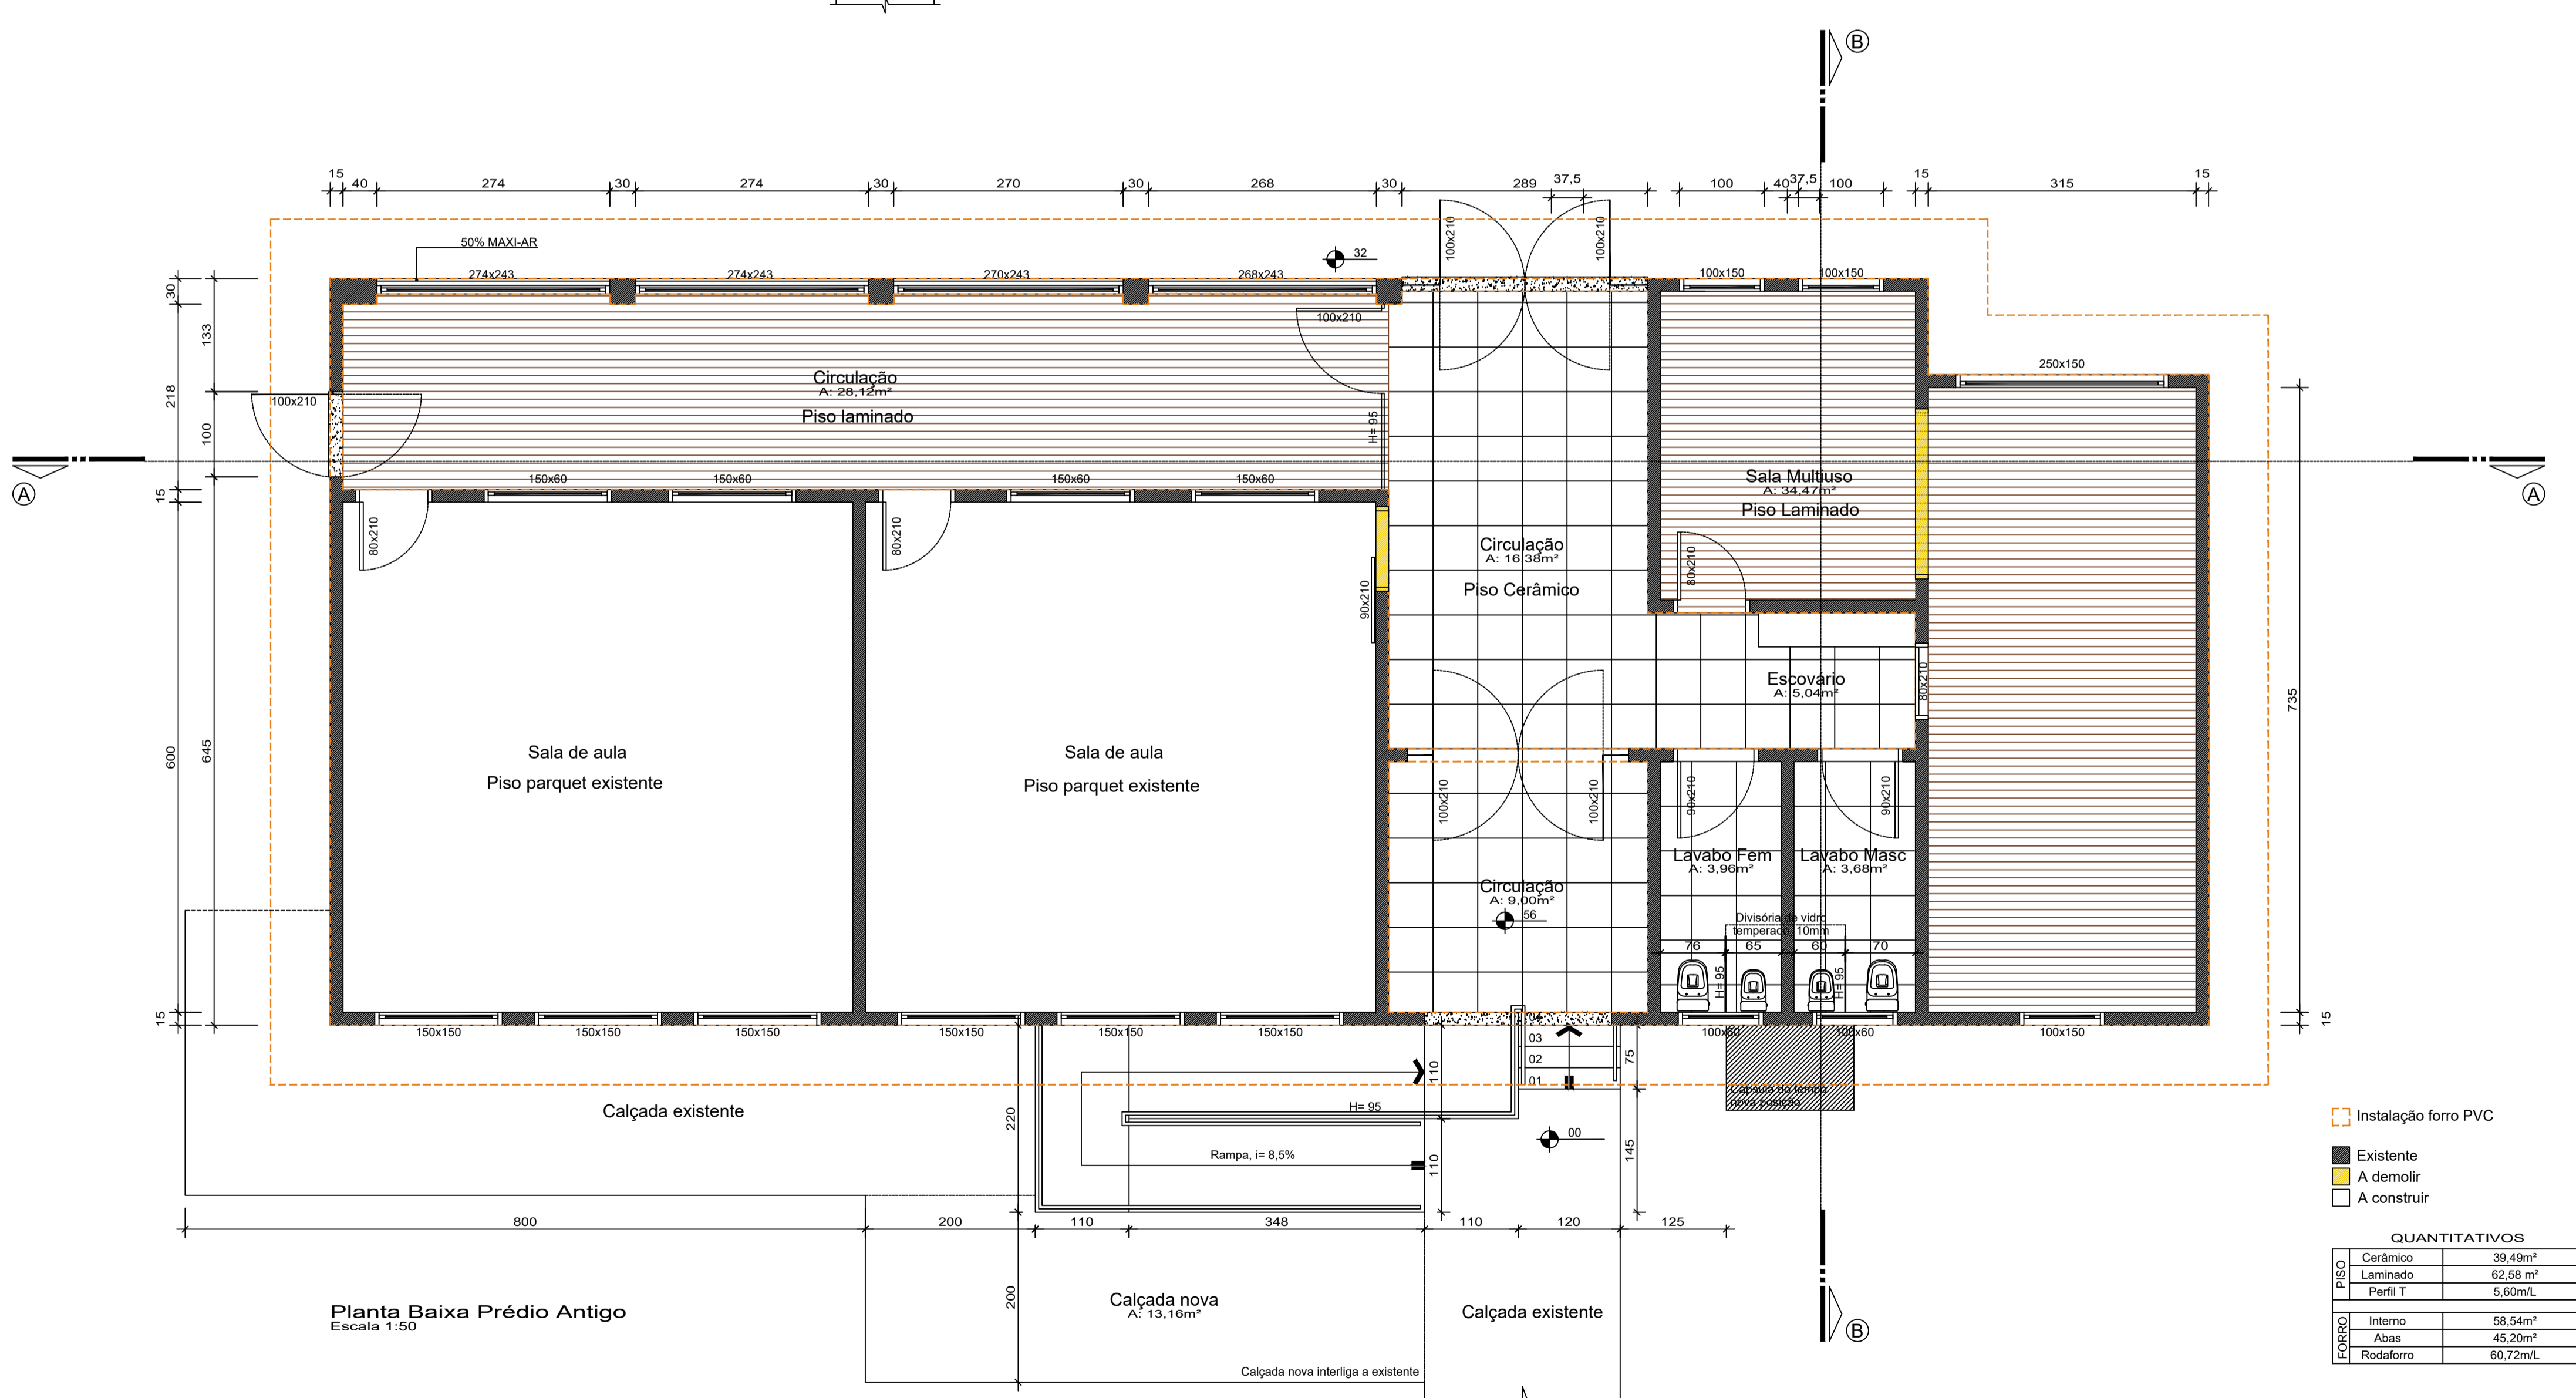 B
15
40
274
30
274
30
270
30
268
30
289
37,5
100
40
37,5
100
15
315
15
50% MAXI-AR
32
100x210
100x210
274x243
274x243
270x243
268x243
100x150
100x150
30
133
218
100
15
600
645
15
100x210
100x210
H= 95
250x150
Circulação
A: 28,12m²
Piso laminado
A
A
150x60
150x60
150x60
150x60
80x210
80x210
90x210
Sala Multiuso
A: 34,47m²
Piso Laminado
80x210
Circulação
A: 16,38m²
Piso Cerâmico
Escovário
A: 5,04m²
80x210
735
Sala de aula
Piso parquet existente
Sala de aula
Piso parquet existente
100x210
100x210
90x210
90x210
Lavabo Fem
A: 3,96m²
Lavabo Masc
A: 3,68m²
Circulação
A: 9,00m²
56
Divisória de vidro
temperado, 10mm
76
65
60
70
H= 95
H= 95
150x150
150x150
150x150
150x150
150x150
150x150
100x60
100x60
100x150
15
03
02
01
75
110
Cápsula do tempo
nova posição
Calçada existente
220
H= 95
00
Rampa, i= 8,5%
110
145
800
200
110
348
110
120
125
200
Calçada nova
A: 13,16m²
Calçada existente
Calçada nova interliga a existente
B
Planta Baixa Prédio Antigo
Escala 1:50
Instalação forro PVC
Existente
A demolir
A construir
QUANTITATIVOS
PISO
Cerâmico 39,49m²
Laminado 62,58 m²
Perfil T 5,60m/L
FORRO
Interno 58,54m²
Abas 45,20m²
Rodaforro 60,72m/L